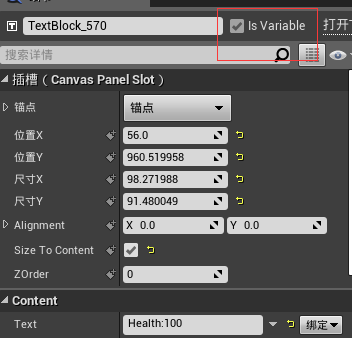 TextBlock_570 Is Variable 打开
搜索详情
插槽（Canvas Panel Slot）
锚点 锚点
位置X 56.0
位置Y 960.519958
尺寸X 98.271988
尺寸Y 91.480049
Alignment X 0.0 Y 0.0
Size To Content
ZOrder 0
Content
Text Health:100 绑定